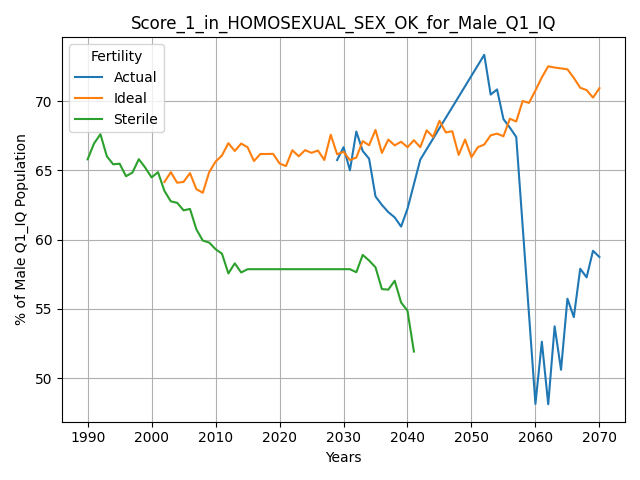 Score_1_in_HOMOSEXUAL_SEX_OK_for_Male_Q1_IQ
Fertility
Actual
Ideal
Sterile
% of Male Q1_IQ Population
70
65
60
55
50
1990 2000 2010 2020 2030 2040 2050 2060 2070
Years